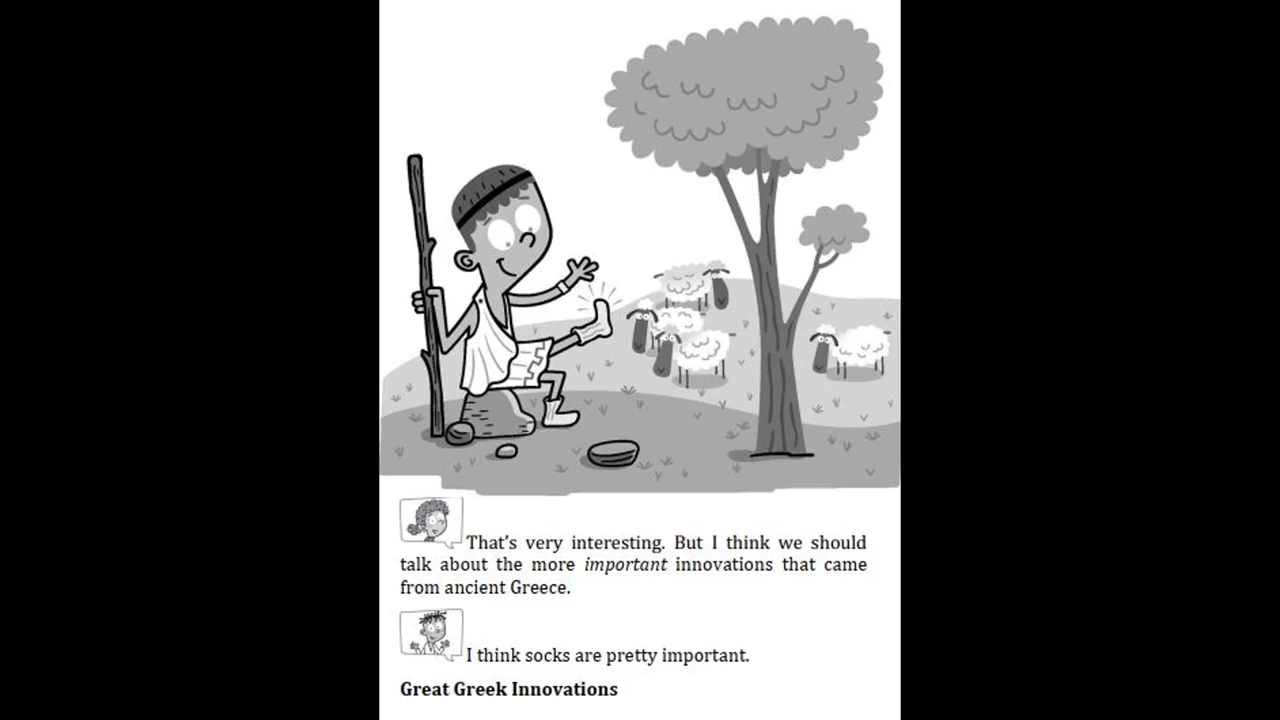 That’s very interesting. But I think we should
talk about the more important innovations that came
from ancient Greece.
I think socks are pretty important.
Great Greek Innovations